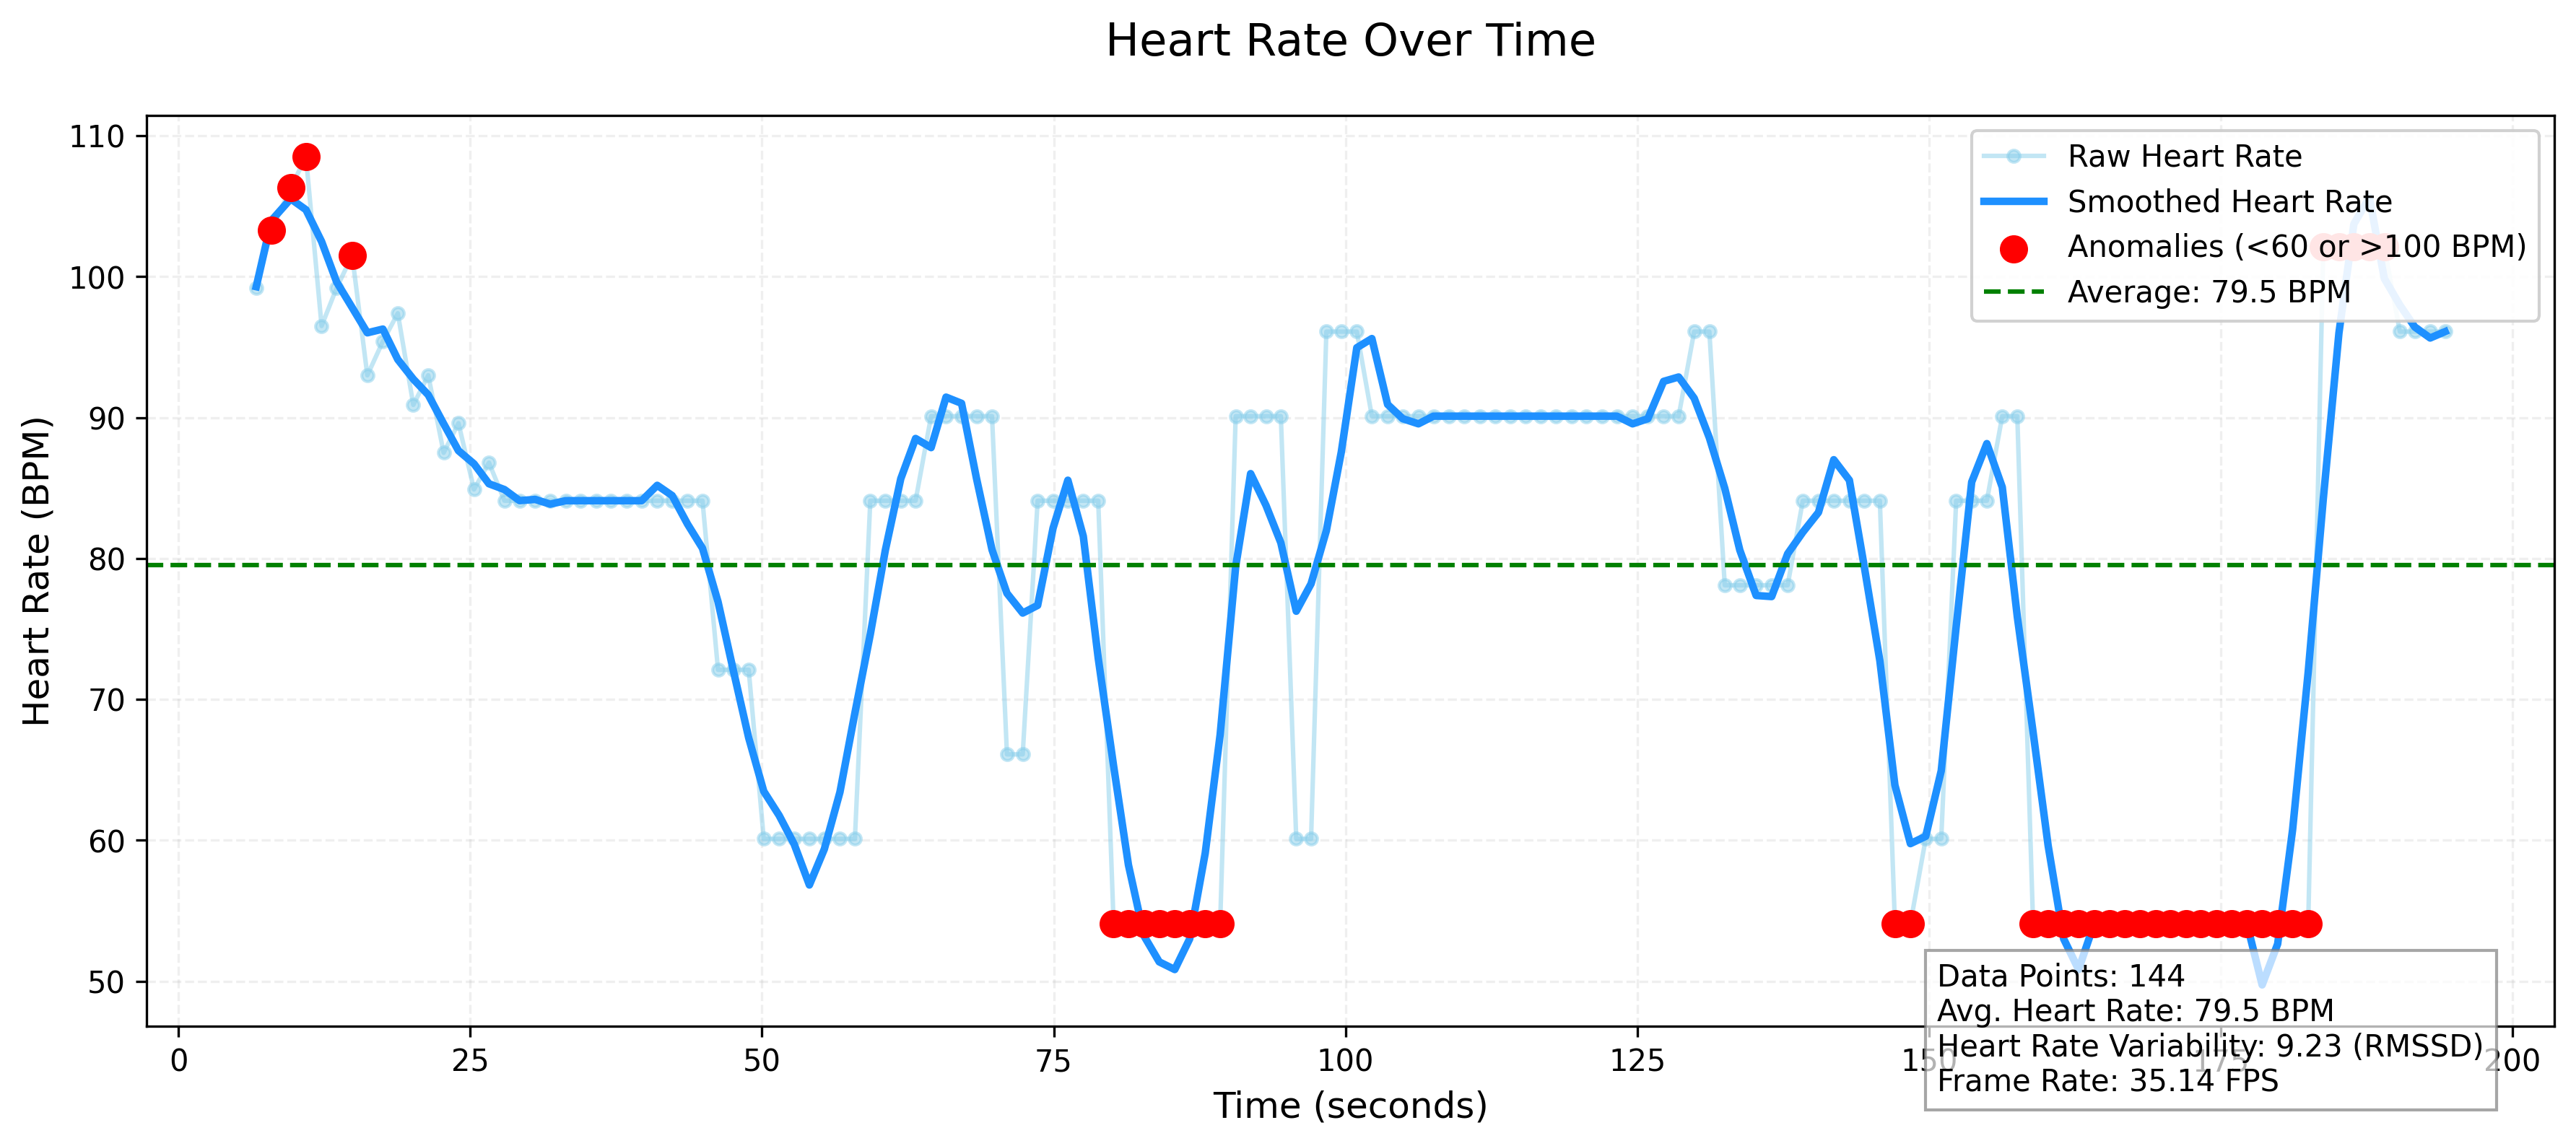 Heart Rate Over Time
Heart Rate (BPM)
110
100
90
80
70
60
50
Raw Heart Rate
Smoothed Heart Rate
Anomalies (<60 or >100 BPM)
Average: 79.5 BPM
Data Points: 144
Avg. Heart Rate: 79.5 BPM
Heart Rate Variability: 9.23 (RMSSD)
Frame Rate: 35.14 FPS
0 25 50 75 100 125 150 175 200
Time (seconds)